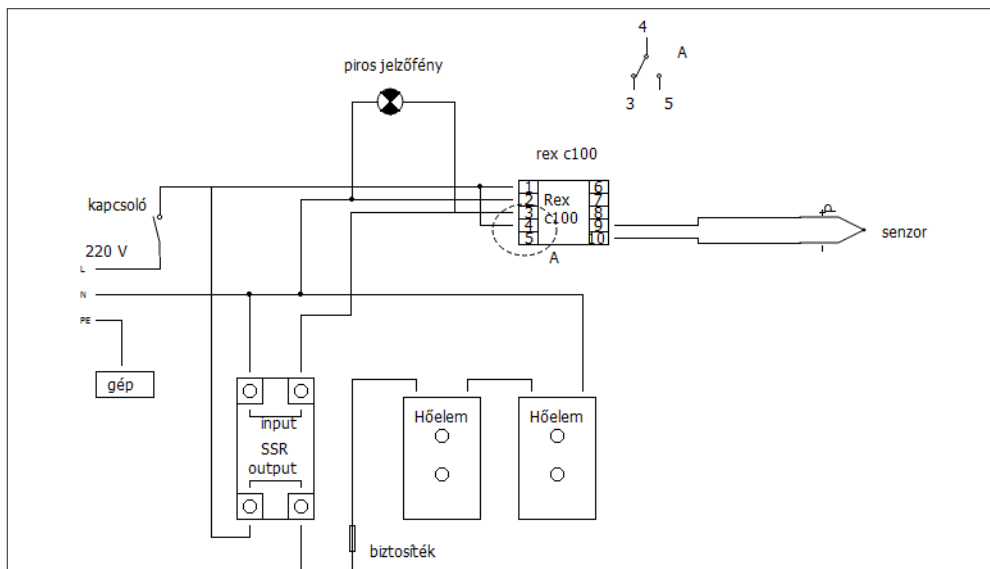 4
A
3 5
piros jelzőfény
rex c100
1 6
2 Rex 7
3 c100 8
4 9
5 10
A
kapcsoló
220 V
L
N
PE
gép
senzor
+
-
input
SSR
output
Hőelem
Hőelem
biztosíték